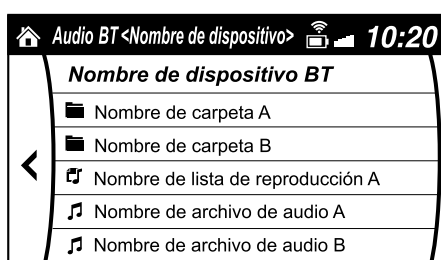 Audio BT <Nombre de dispositivo> 10:20
Nombre de dispositivo BT
Nombre de carpeta A
Nombre de carpeta B
Nombre de lista de reproducción A
Nombre de archivo de audio A
Nombre de archivo de audio B